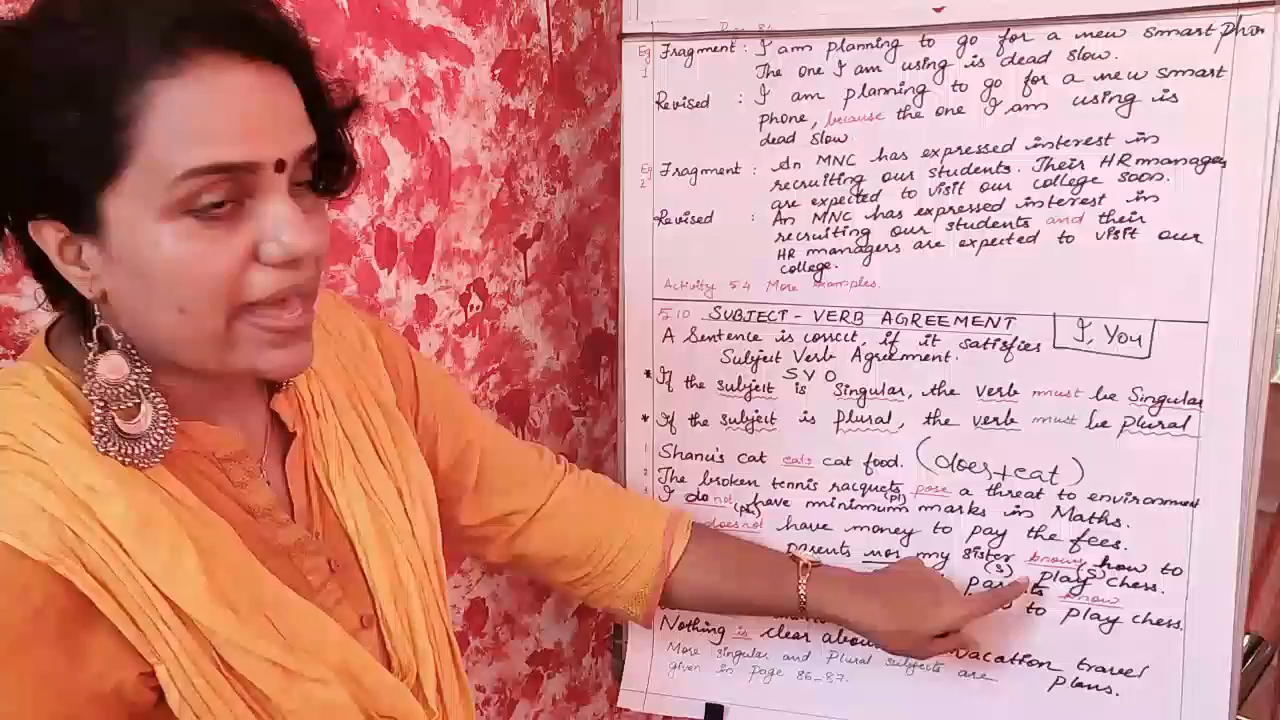 Eg Fragment : I am planning to go for a new smart phon
1 The one I am using is dead slow.
Revised : I am planning to go for a new smart
phone, because the one I am using is
dead slow.
Eg Fragment : An MNC has expressed interest in
2 recruiting our students. Their HR manager
are expected to visit our college soon.
Revised : An MNC has expressed interest in
recruiting our students and their
HR managers are expected to visit our
college.
Activity 5.4 More examples.
5.10 SUBJECT - VERB AGREEMENT
I, You
A Sentence is correct, if it satisfies
Subject Verb Agreement.
S V O
* If the subject is Singular, the verb must be Singular
* If the subject is plural, the verb must be plural
1 Shanu's cat eats cat food. (does+eat)
2 The broken tennis racquets pose a threat to environment
3 I do not have minimum marks in Maths.
(pl) (pl)
does not have money to pay the fees.
parents nor my sister knows how to
(s) (s)
play chess.
know
to play chess.
Nothing is clear about vacation travel
plans.
More singular and Plural subjects are
given in page 86-87.